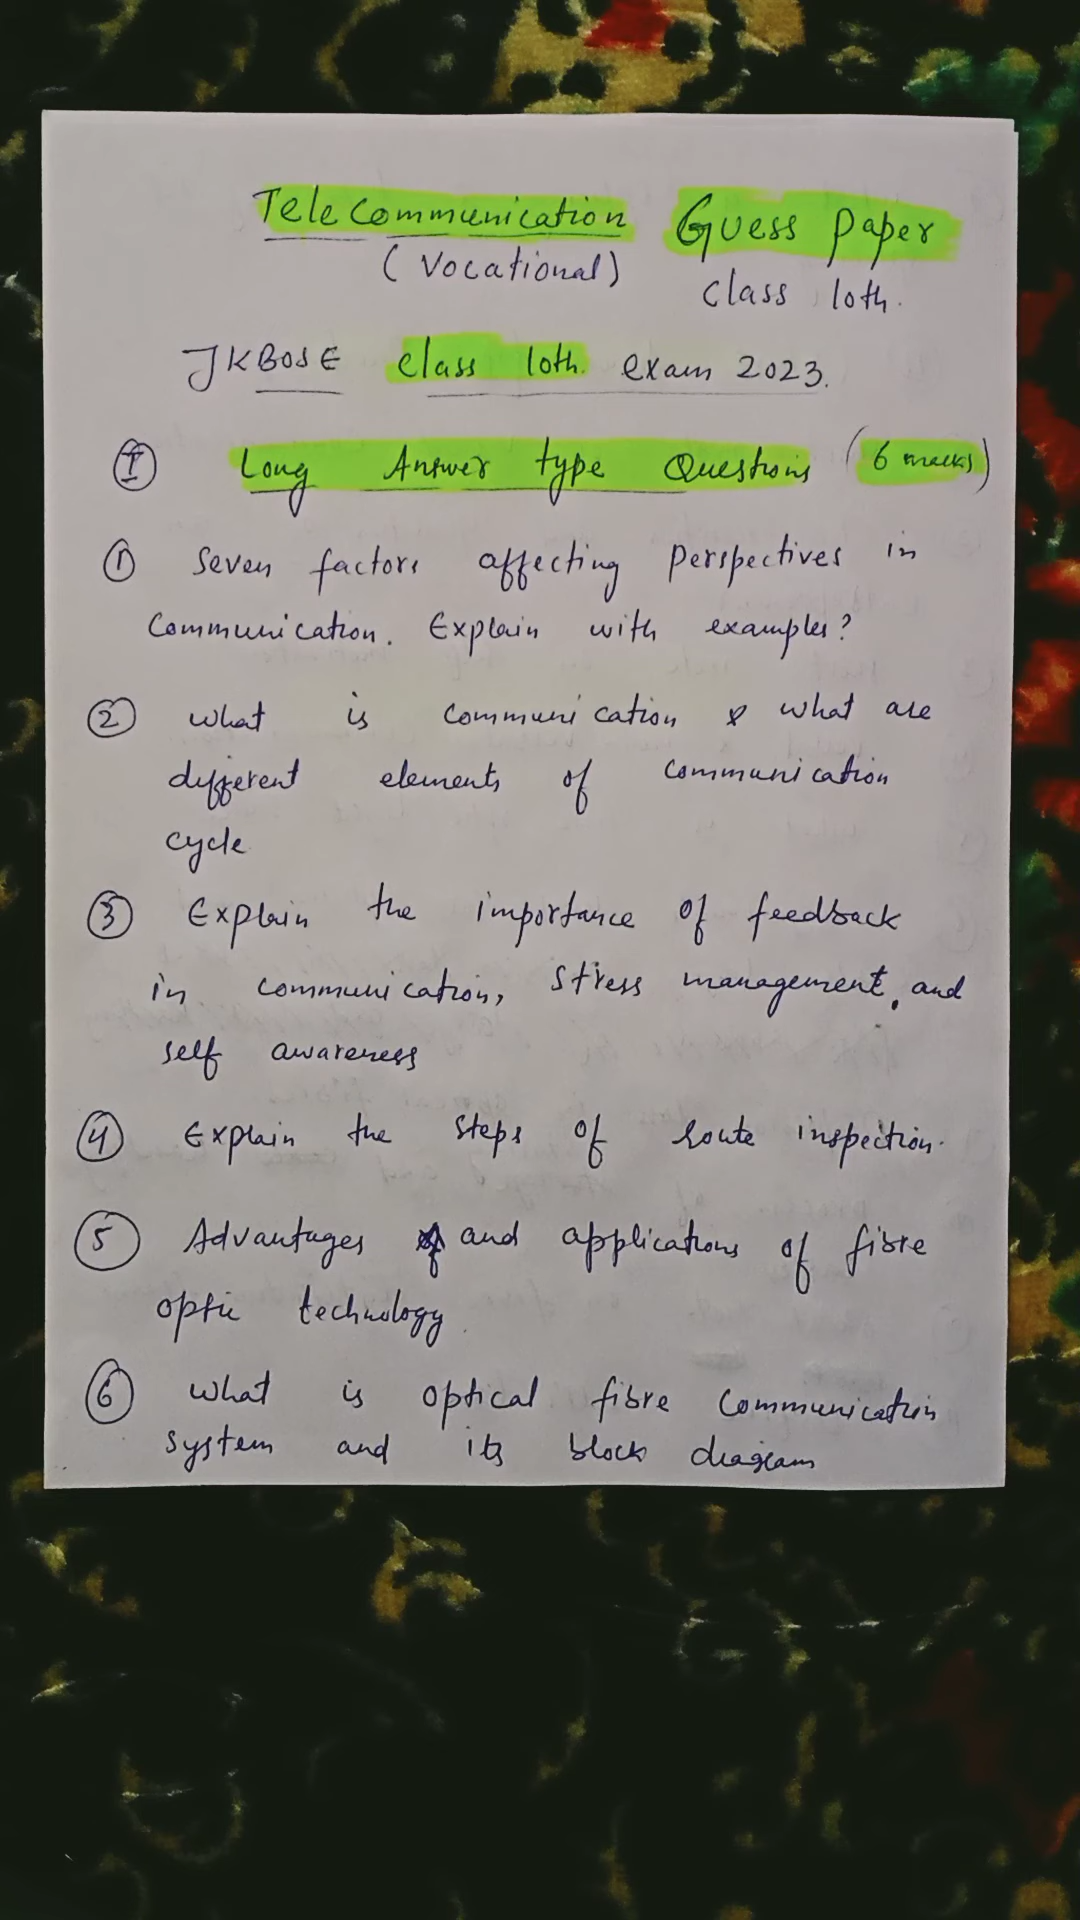 Telecommunication Guess Paper
(Vocational) class 10th.
JKBOSE class 10th. exam 2023.
I Long Answer type Questions (6 marks)
1 Seven factors affecting perspectives in
Communication. Explain with examples?
2 what is communication & what are
different elements of communication
cycle
3 Explain the importance of feedback
in communication, stress management, and
self awareness
4 Explain the steps of route inspection.
5 Advantages and applications of fibre
optic technology.
6 what is optical fibre communication
system and its block diagram